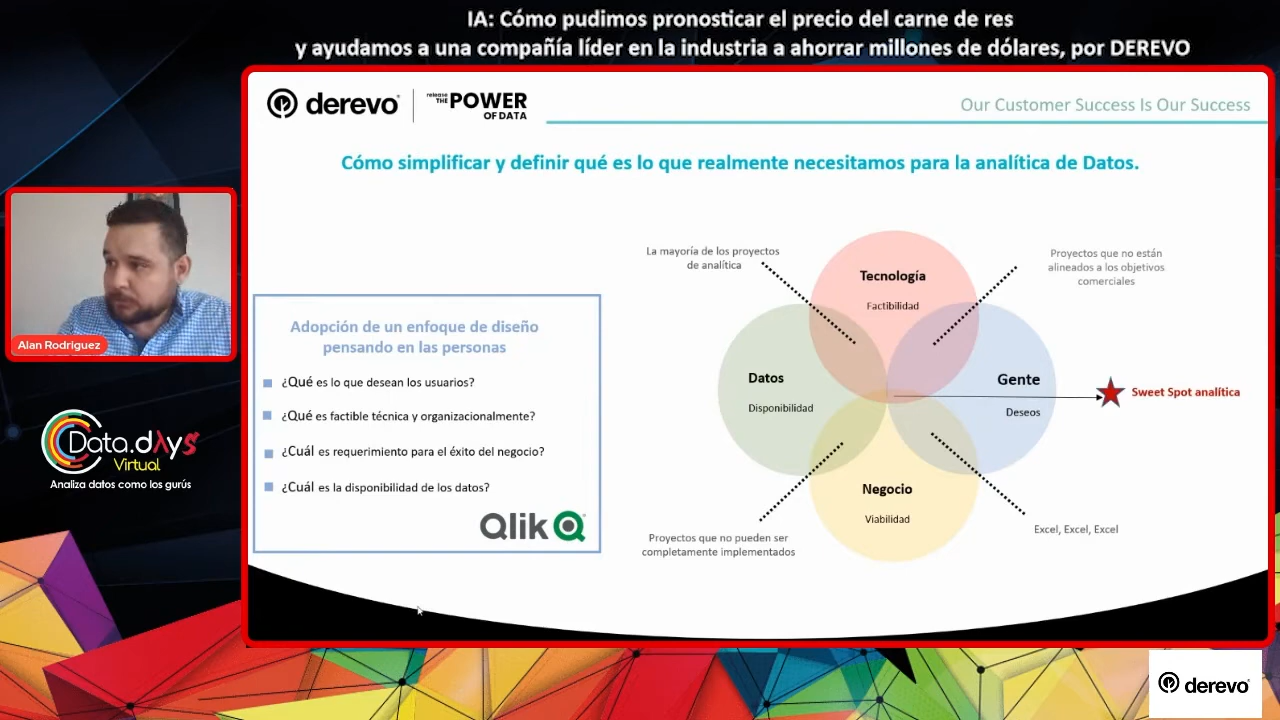 IA: Cómo pudimos pronosticar el precio del carne de res
y ayudamos a una compañía líder en la industria a ahorrar millones de dólares, por DEREVO
derevo
release
THE POWER
OF DATA
Our Customer Success Is Our Success
Cómo simplificar y definir qué es lo que realmente necesitamos para la analítica de Datos.
Alan Rodriguez
Data.dAys
Virtual
Analiza datos como los gurús
Adopción de un enfoque de diseño
pensando en las personas
¿Qué es lo que desean los usuarios?
¿Qué es factible técnica y organizacionalmente?
¿Cuál es requerimiento para el éxito del negocio?
¿Cuál es la disponibilidad de los datos?
Qlik
La mayoría de los proyectos
de analítica
Tecnología
Factibilidad
Proyectos que no están
alineados a los objetivos
comerciales
Datos
Disponibilidad
Gente
Deseos
Sweet Spot analítica
Negocio
Viabilidad
Proyectos que no pueden ser
completamente implementados
Excel, Excel, Excel
derevo